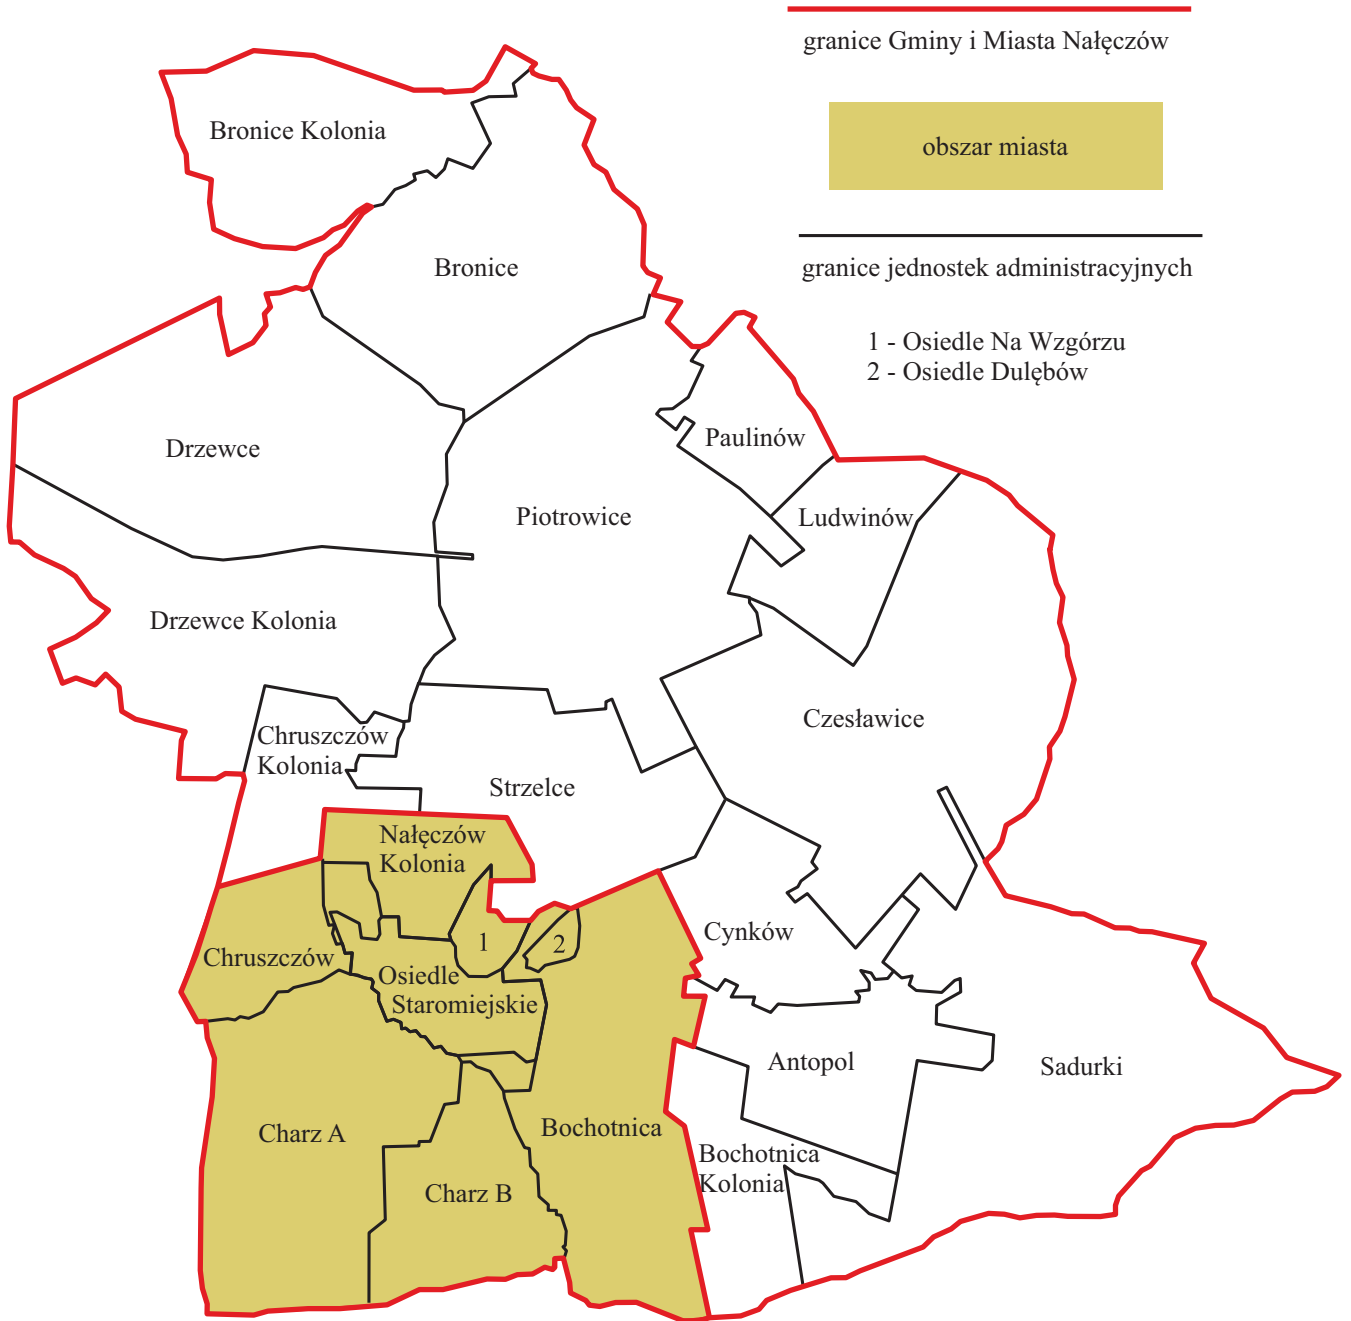 granice Gminy i Miasta Nałęczów
obszar miasta
granice jednostek administracyjnych
1 - Osiedle Na Wzgórzu
2 - Osiedle Dulębów
Bronice Kolonia
Bronice
Drzewce
Paulinów
Piotrowice
Ludwinów
Drzewce Kolonia
Czesławice
Chruszczów
Kolonia
Strzelce
Nałęczów
Kolonia
Cynków
1
2
Chruszczów
Osiedle
Staromiejskie
Antopol
Sadurki
Charz A
Bochotnica
Bochotnica
Kolonia
Charz B